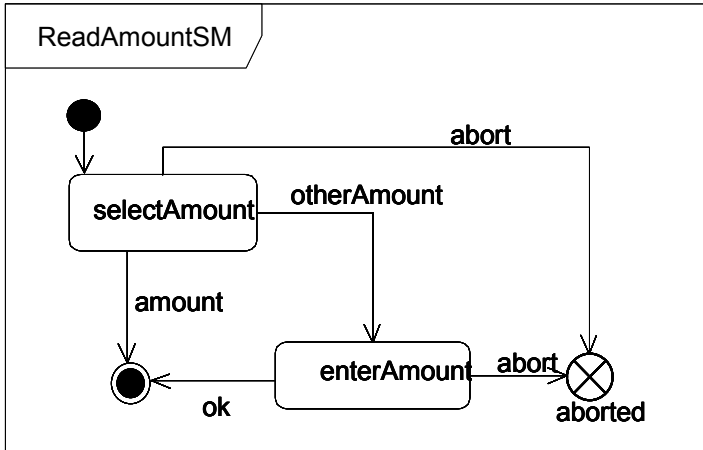 ReadAmountSM
abort
selectAmount
otherAmount
amount
enterAmount
abort
ok
aborted